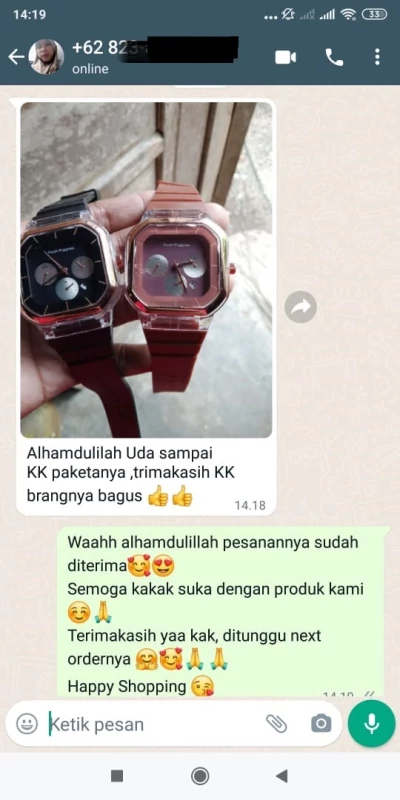 14:19
33
+62 823-
online
Alhamdulilah Uda sampai
KK paketanya ,trimakasih KK
brangnya bagus 👍👍
14.18
Waahh alhamdulillah pesanannya sudah
diterima🥰😍
Semoga kakak suka dengan produk kami
☺️🙏
Terimakasih yaa kak, ditunggu next
ordernya 🤗🥰🙏🙏
Happy Shopping 😘
14.19
Ketik pesan